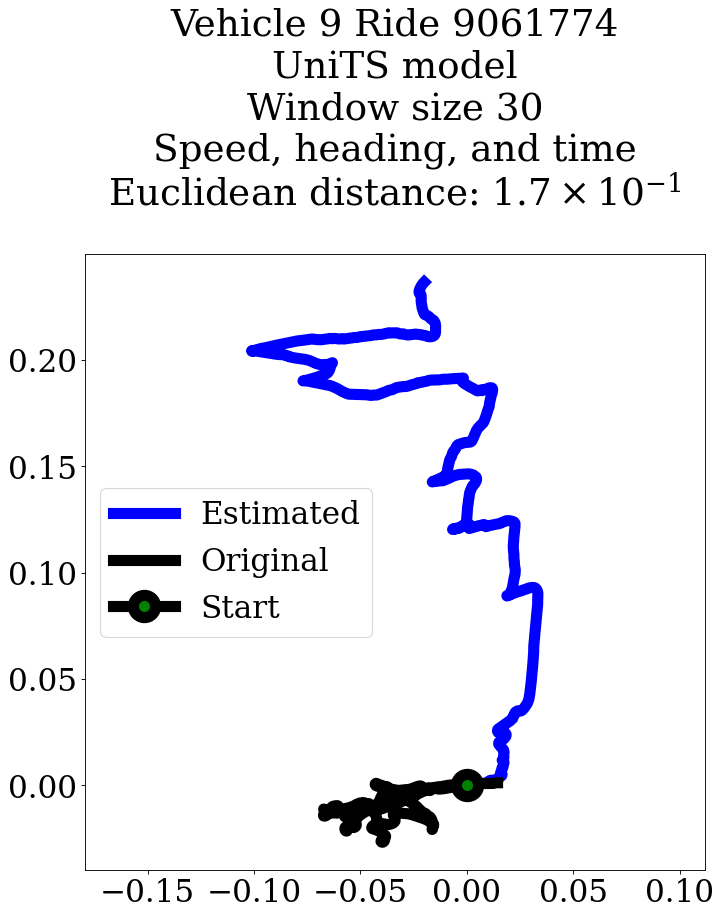 Vehicle 9 Ride 9061774
UniTS model
Window size 30
Speed, heading, and time
Euclidean distance: 1.7 × 10⁻¹
0.20
0.15
0.10
0.05
0.00
Estimated
Original
Start
−0.15 −0.10 −0.05 0.00 0.05 0.10